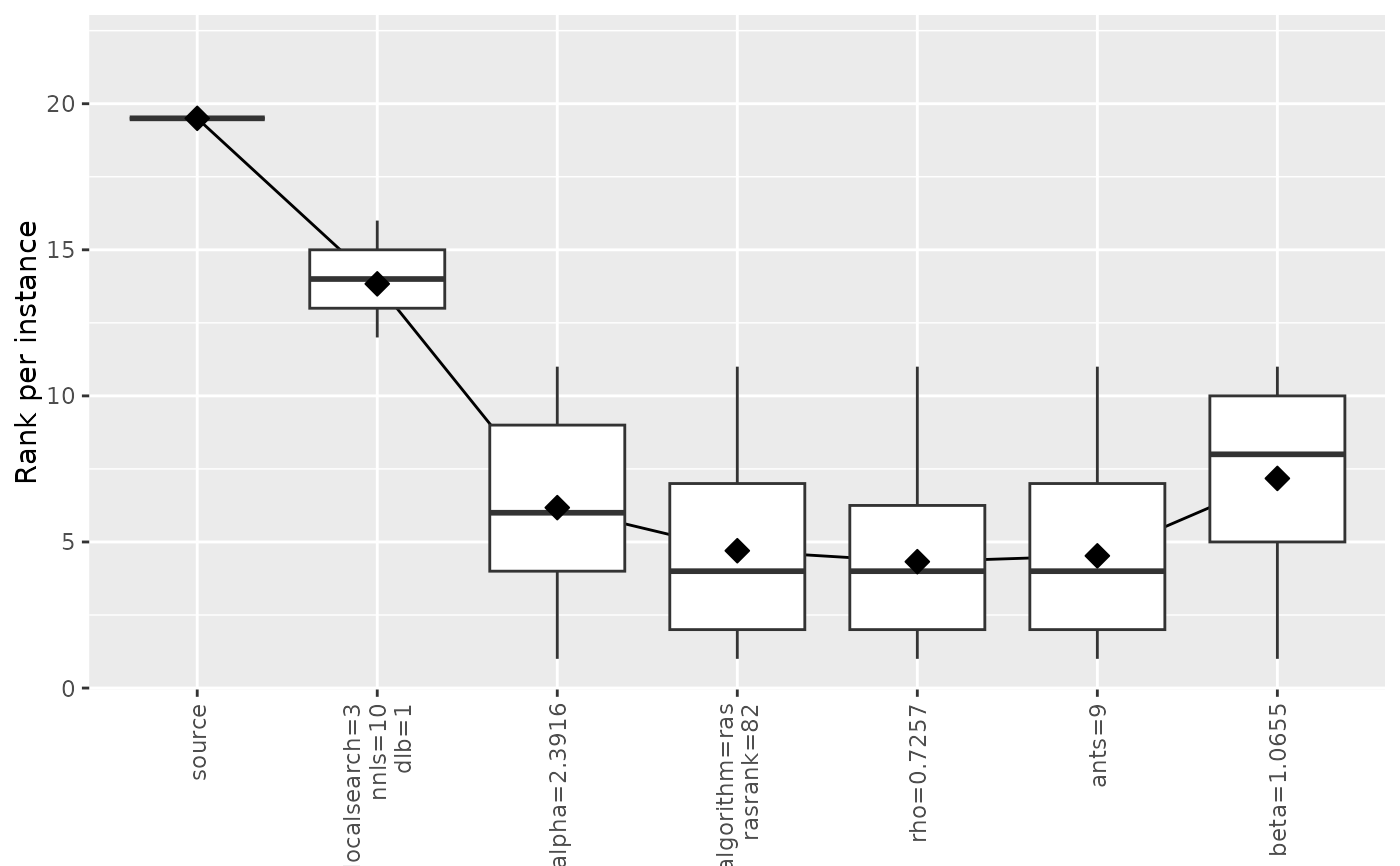 Rank per instance
20
15
10
5
0
source
localsearch=3
nnls=10
dlb=1
alpha=2.3916
algorithm=ras
rasrank=82
rho=0.7257
ants=9
beta=1.0655